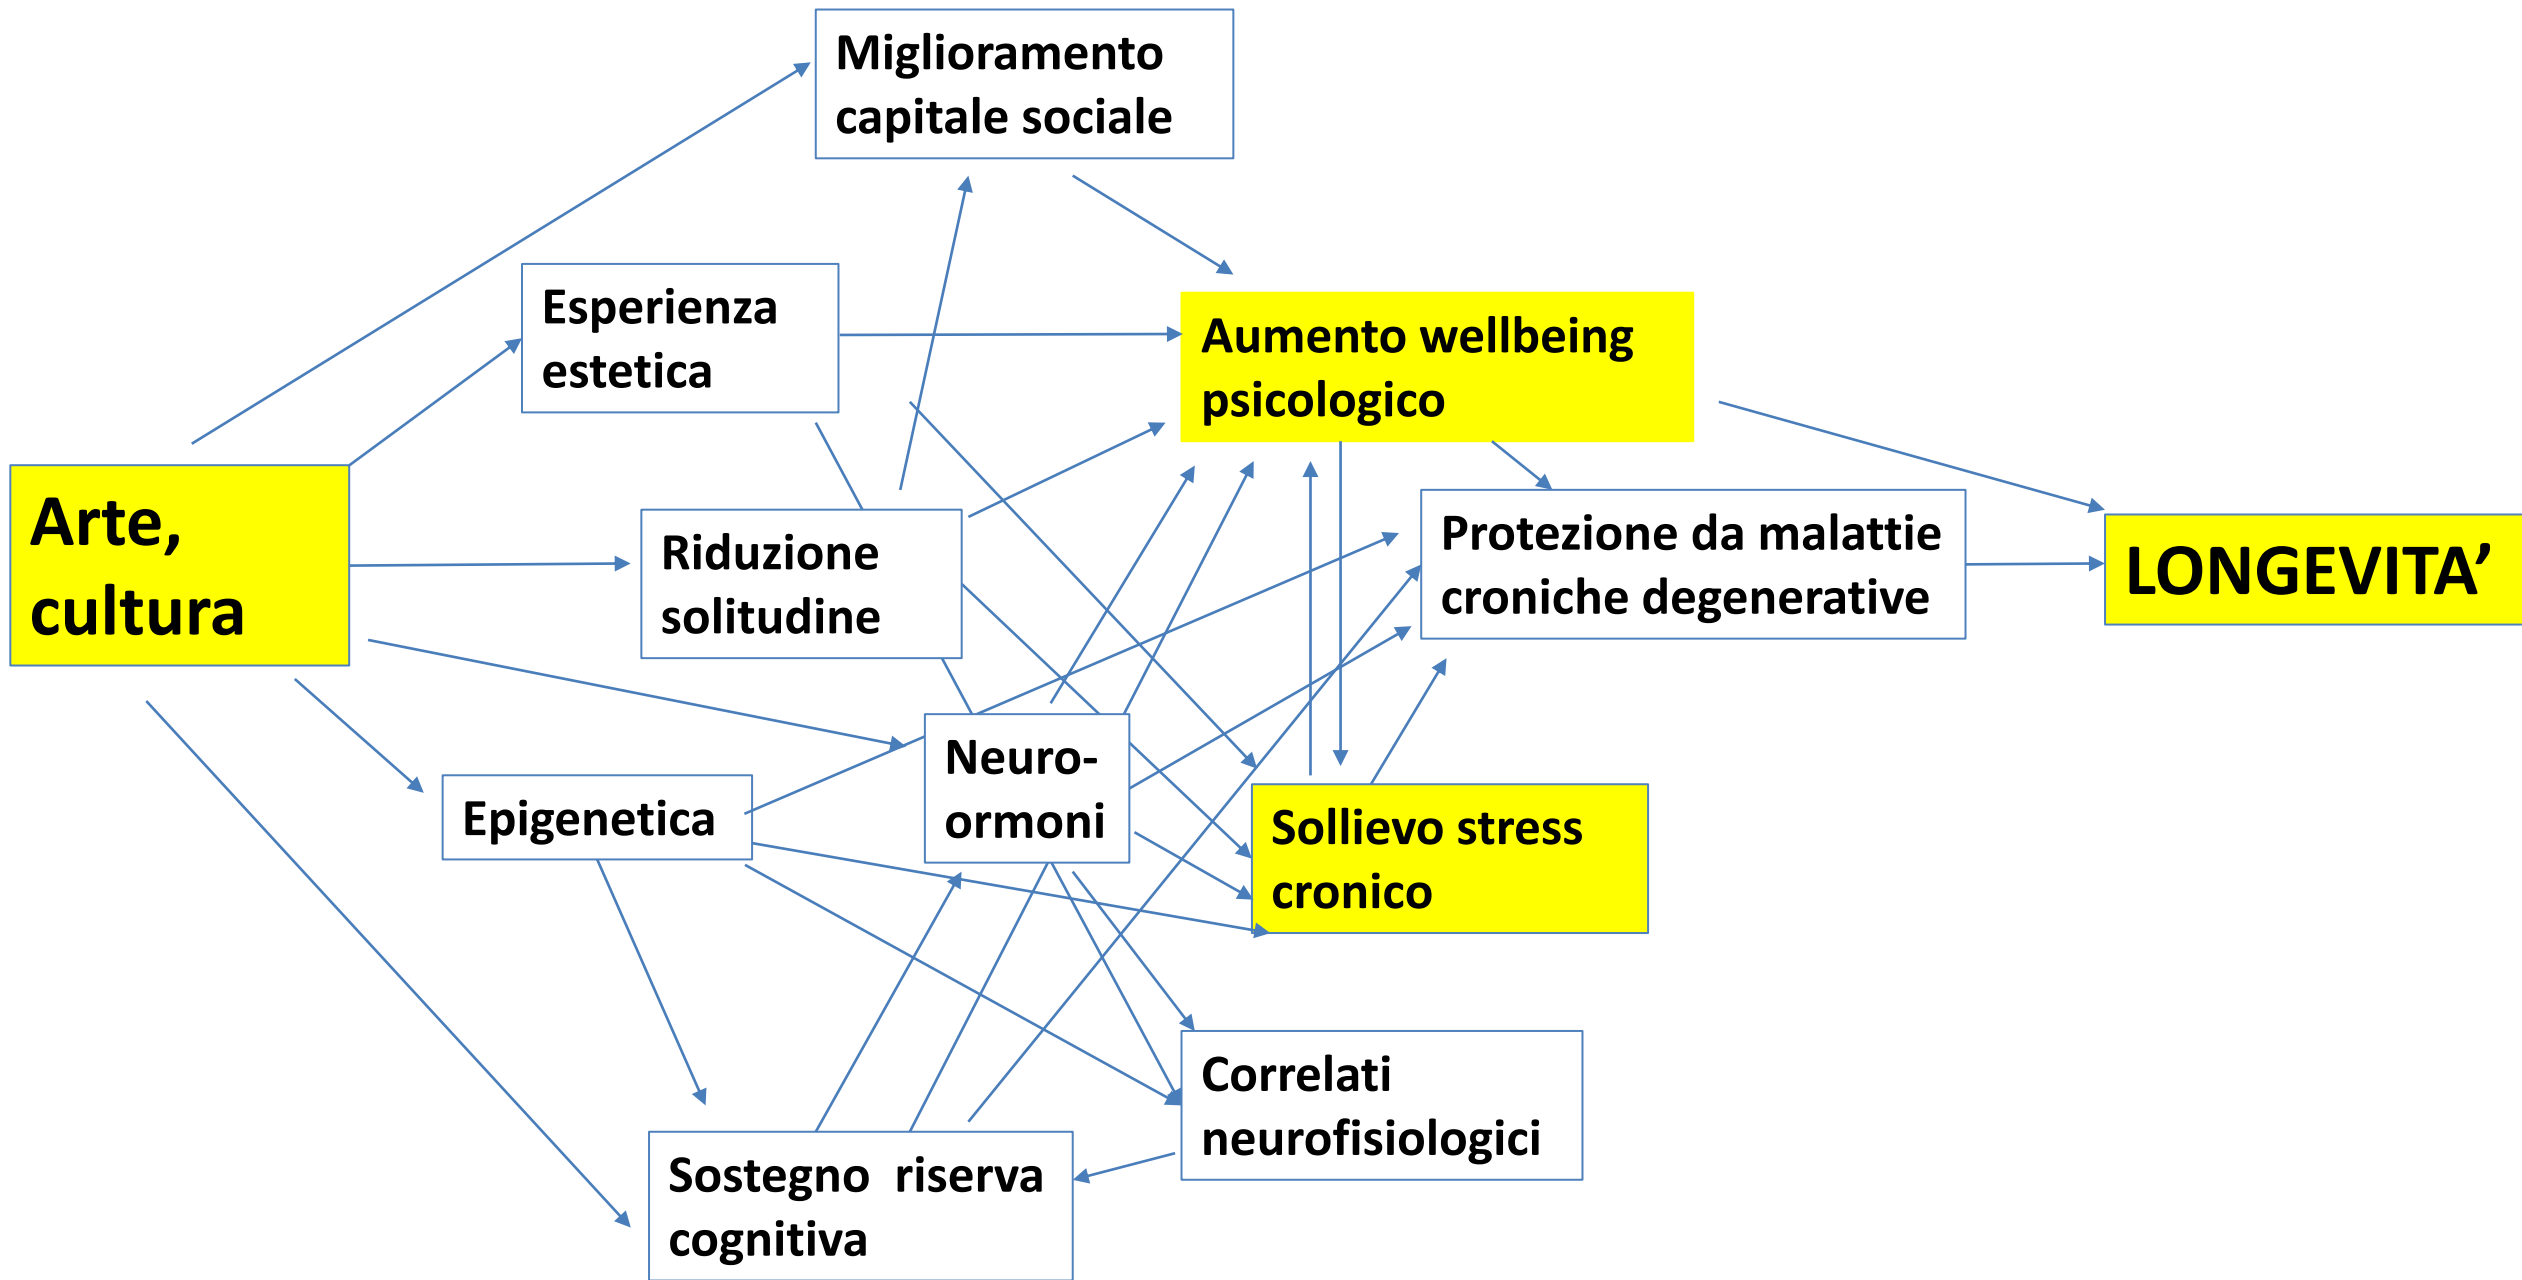 Miglioramento
capitale sociale
Esperienza
estetica
Aumento wellbeing
psicologico
Arte,
cultura
Riduzione
solitudine
Protezione da malattie
croniche degenerative
LONGEVITA’
Neuro-
ormoni
Epigenetica
Sollievo stress
cronico
Correlati
neurofisiologici
Sostegno  riserva
cognitiva